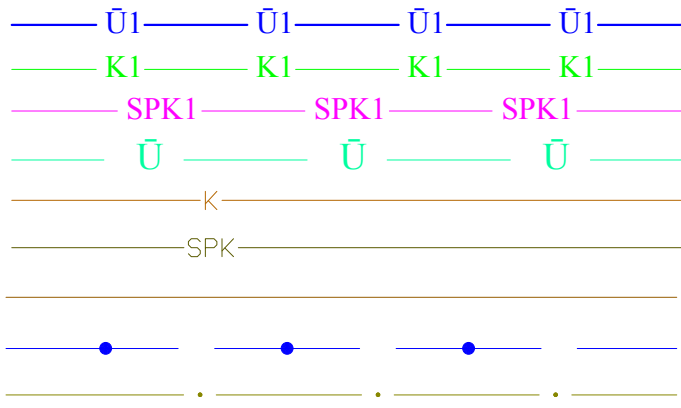 Ū1 Ū1 Ū1 Ū1
K1 K1 K1 K1
SPK1 SPK1 SPK1
Ū Ū Ū
K
SPK